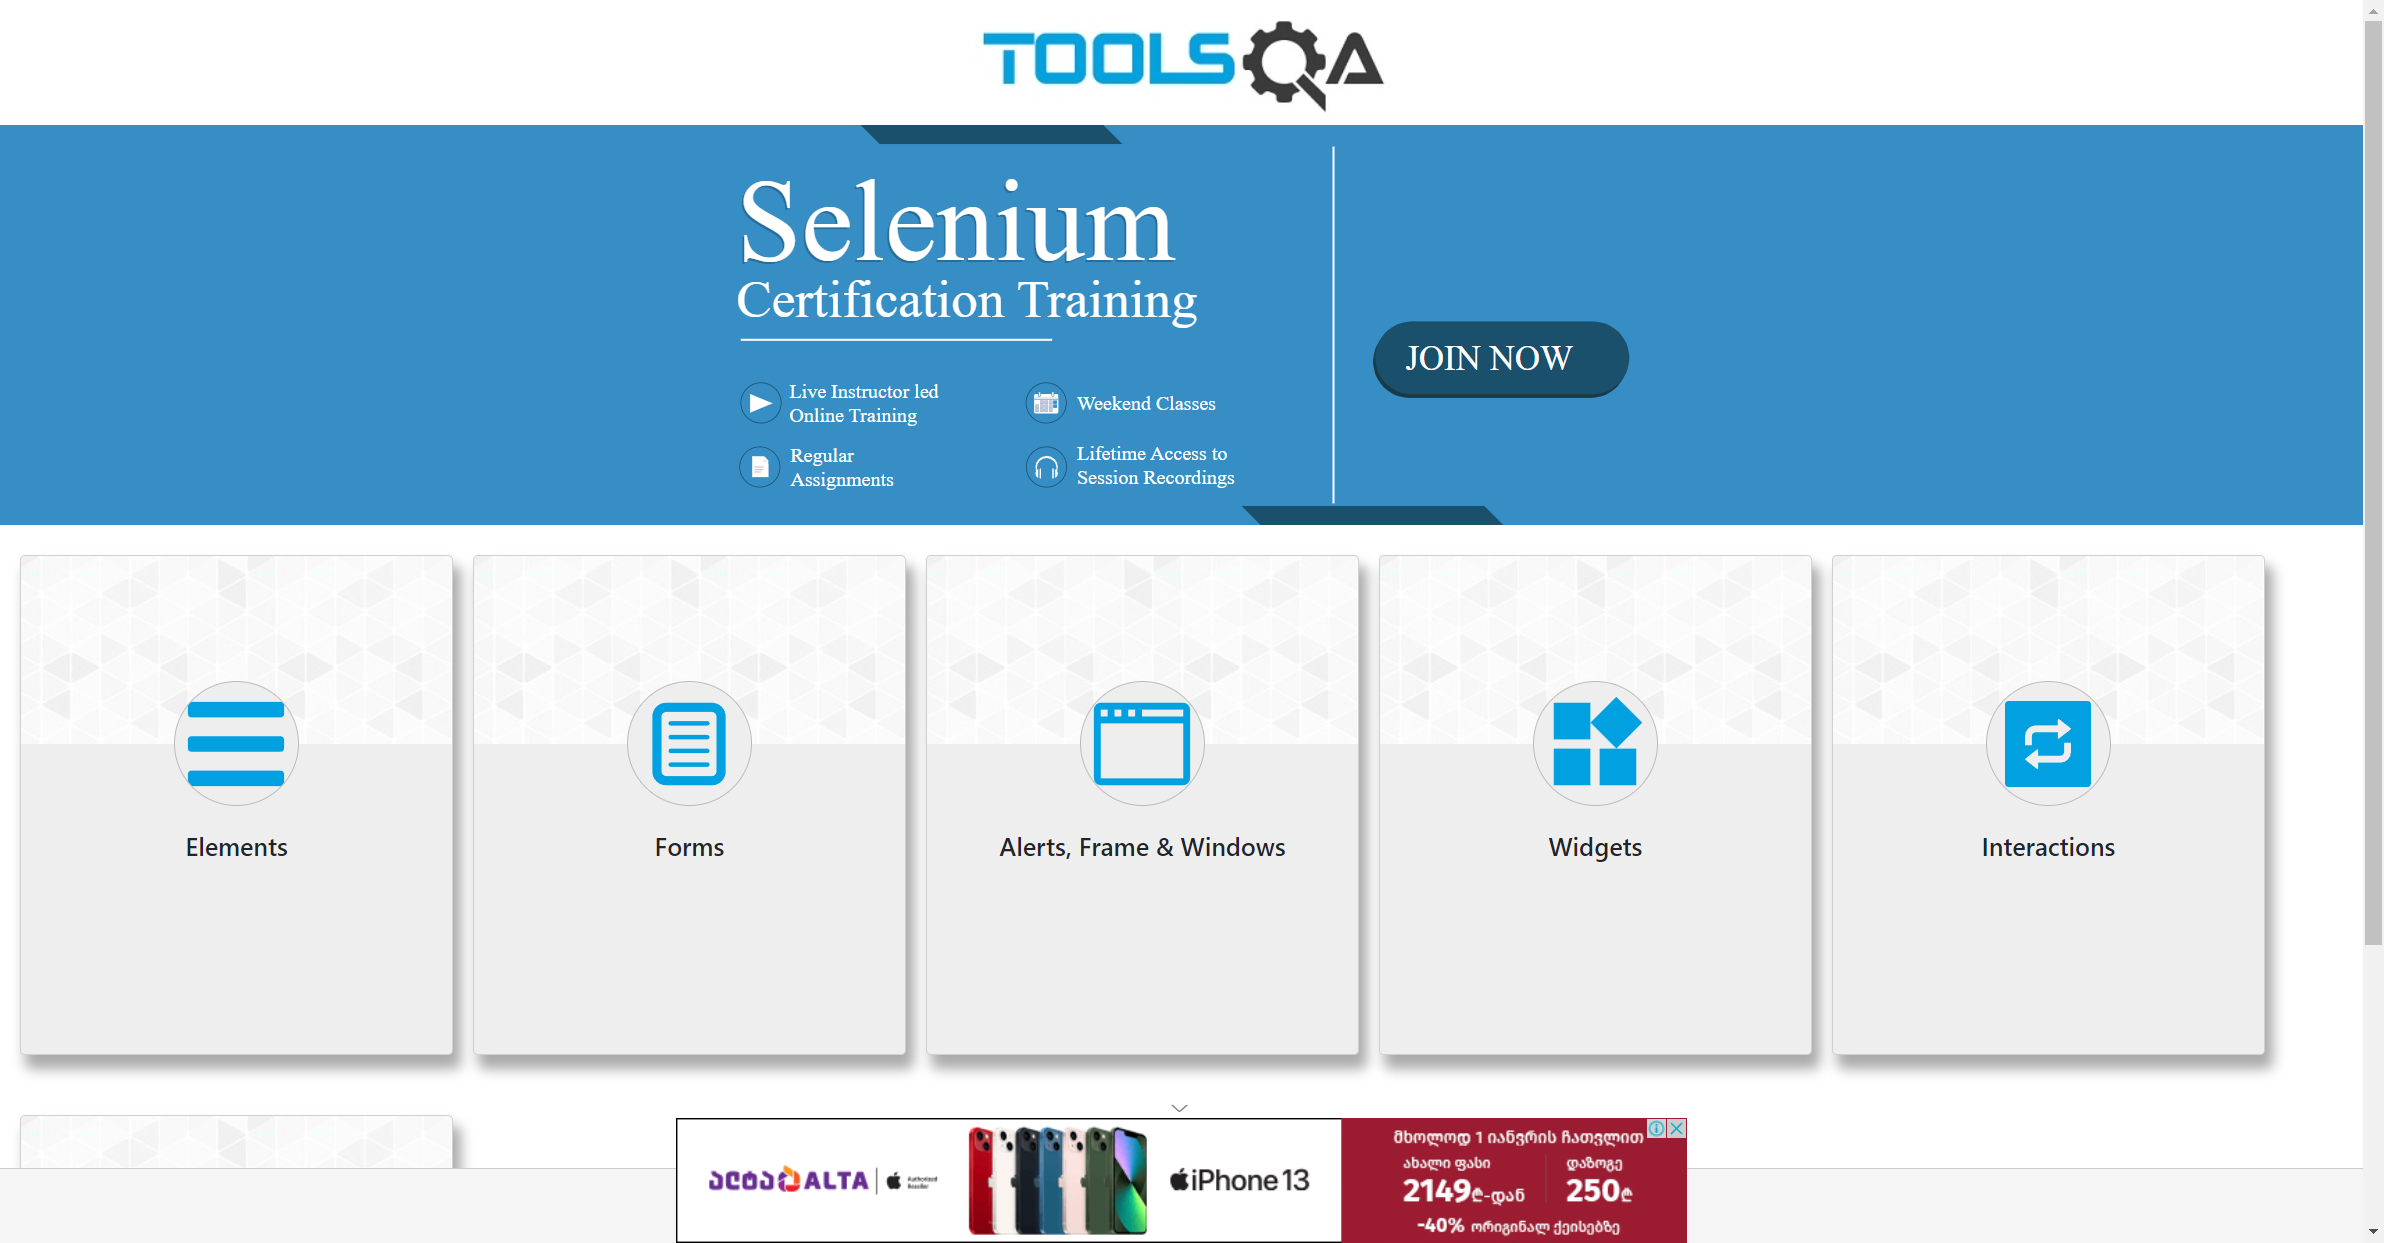 TOOLSQA
Selenium
Certification Training
JOIN NOW
Live Instructor led
Online Training
Weekend Classes
Regular
Assignments
Lifetime Access to
Session Recordings
Elements
Forms
Alerts, Frame & Windows
Widgets
Interactions
ალტა ALTA
Authorized
Reseller
iPhone 13
მხოლოდ 1 იანვრის ჩათვლით
ახალი ფასი
2149₾-დან
დაზოგე
250₾
-40% ორიგინალ ქეისებზე